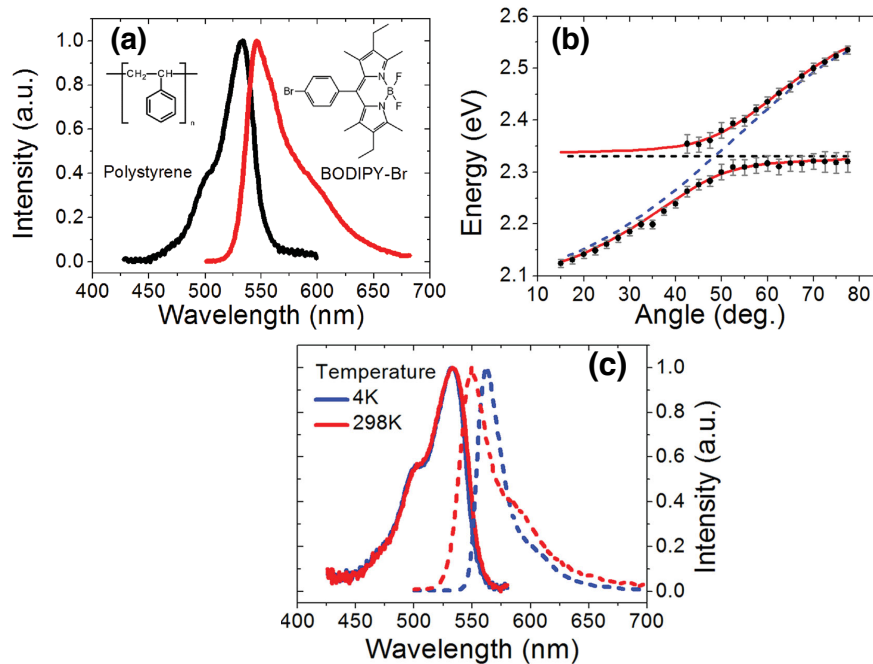 (a)
Intensity (a.u.)
1.0
0.8
0.6
0.4
0.2
0.0
CH2 CH
n
Polystyrene
Br
N
F
B
F
N
BODIPY-Br
400 450 500 550 600 650 700
Wavelength (nm)
(b)
Energy (eV)
2.6
2.5
2.4
2.3
2.2
2.1
10 20 30 40 50 60 70 80
Angle (deg.)
(c)
Temperature
4K
298K
1.0
0.8
0.6
0.4
0.2
0.0
Intensity (a.u.)
400 450 500 550 600 650 700
Wavelength (nm)